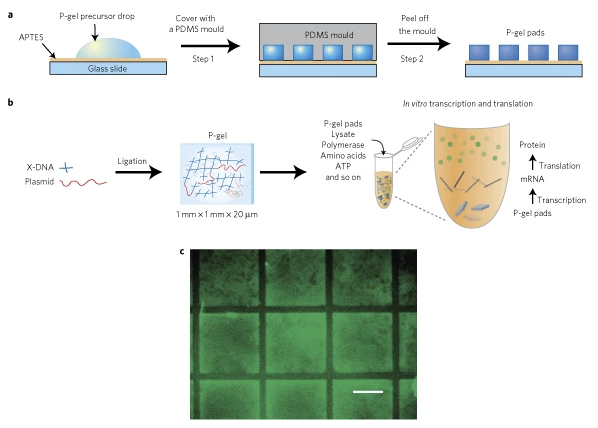 a
P-gel precursor drop
APTES
Glass slide
Cover with
a PDMS mould
Step 1
PDMS mould
Peel off
the mould
Step 2
P-gel pads
b
X-DNA
Plasmid
Ligation
P-gel
1 mm × 1 mm × 20 μm
P-gel pads
Lysate
Polymerase
Amino acids
ATP
and so on
In vitro transcription and translation
Protein
Translation
mRNA
Transcription
P-gel pads
c